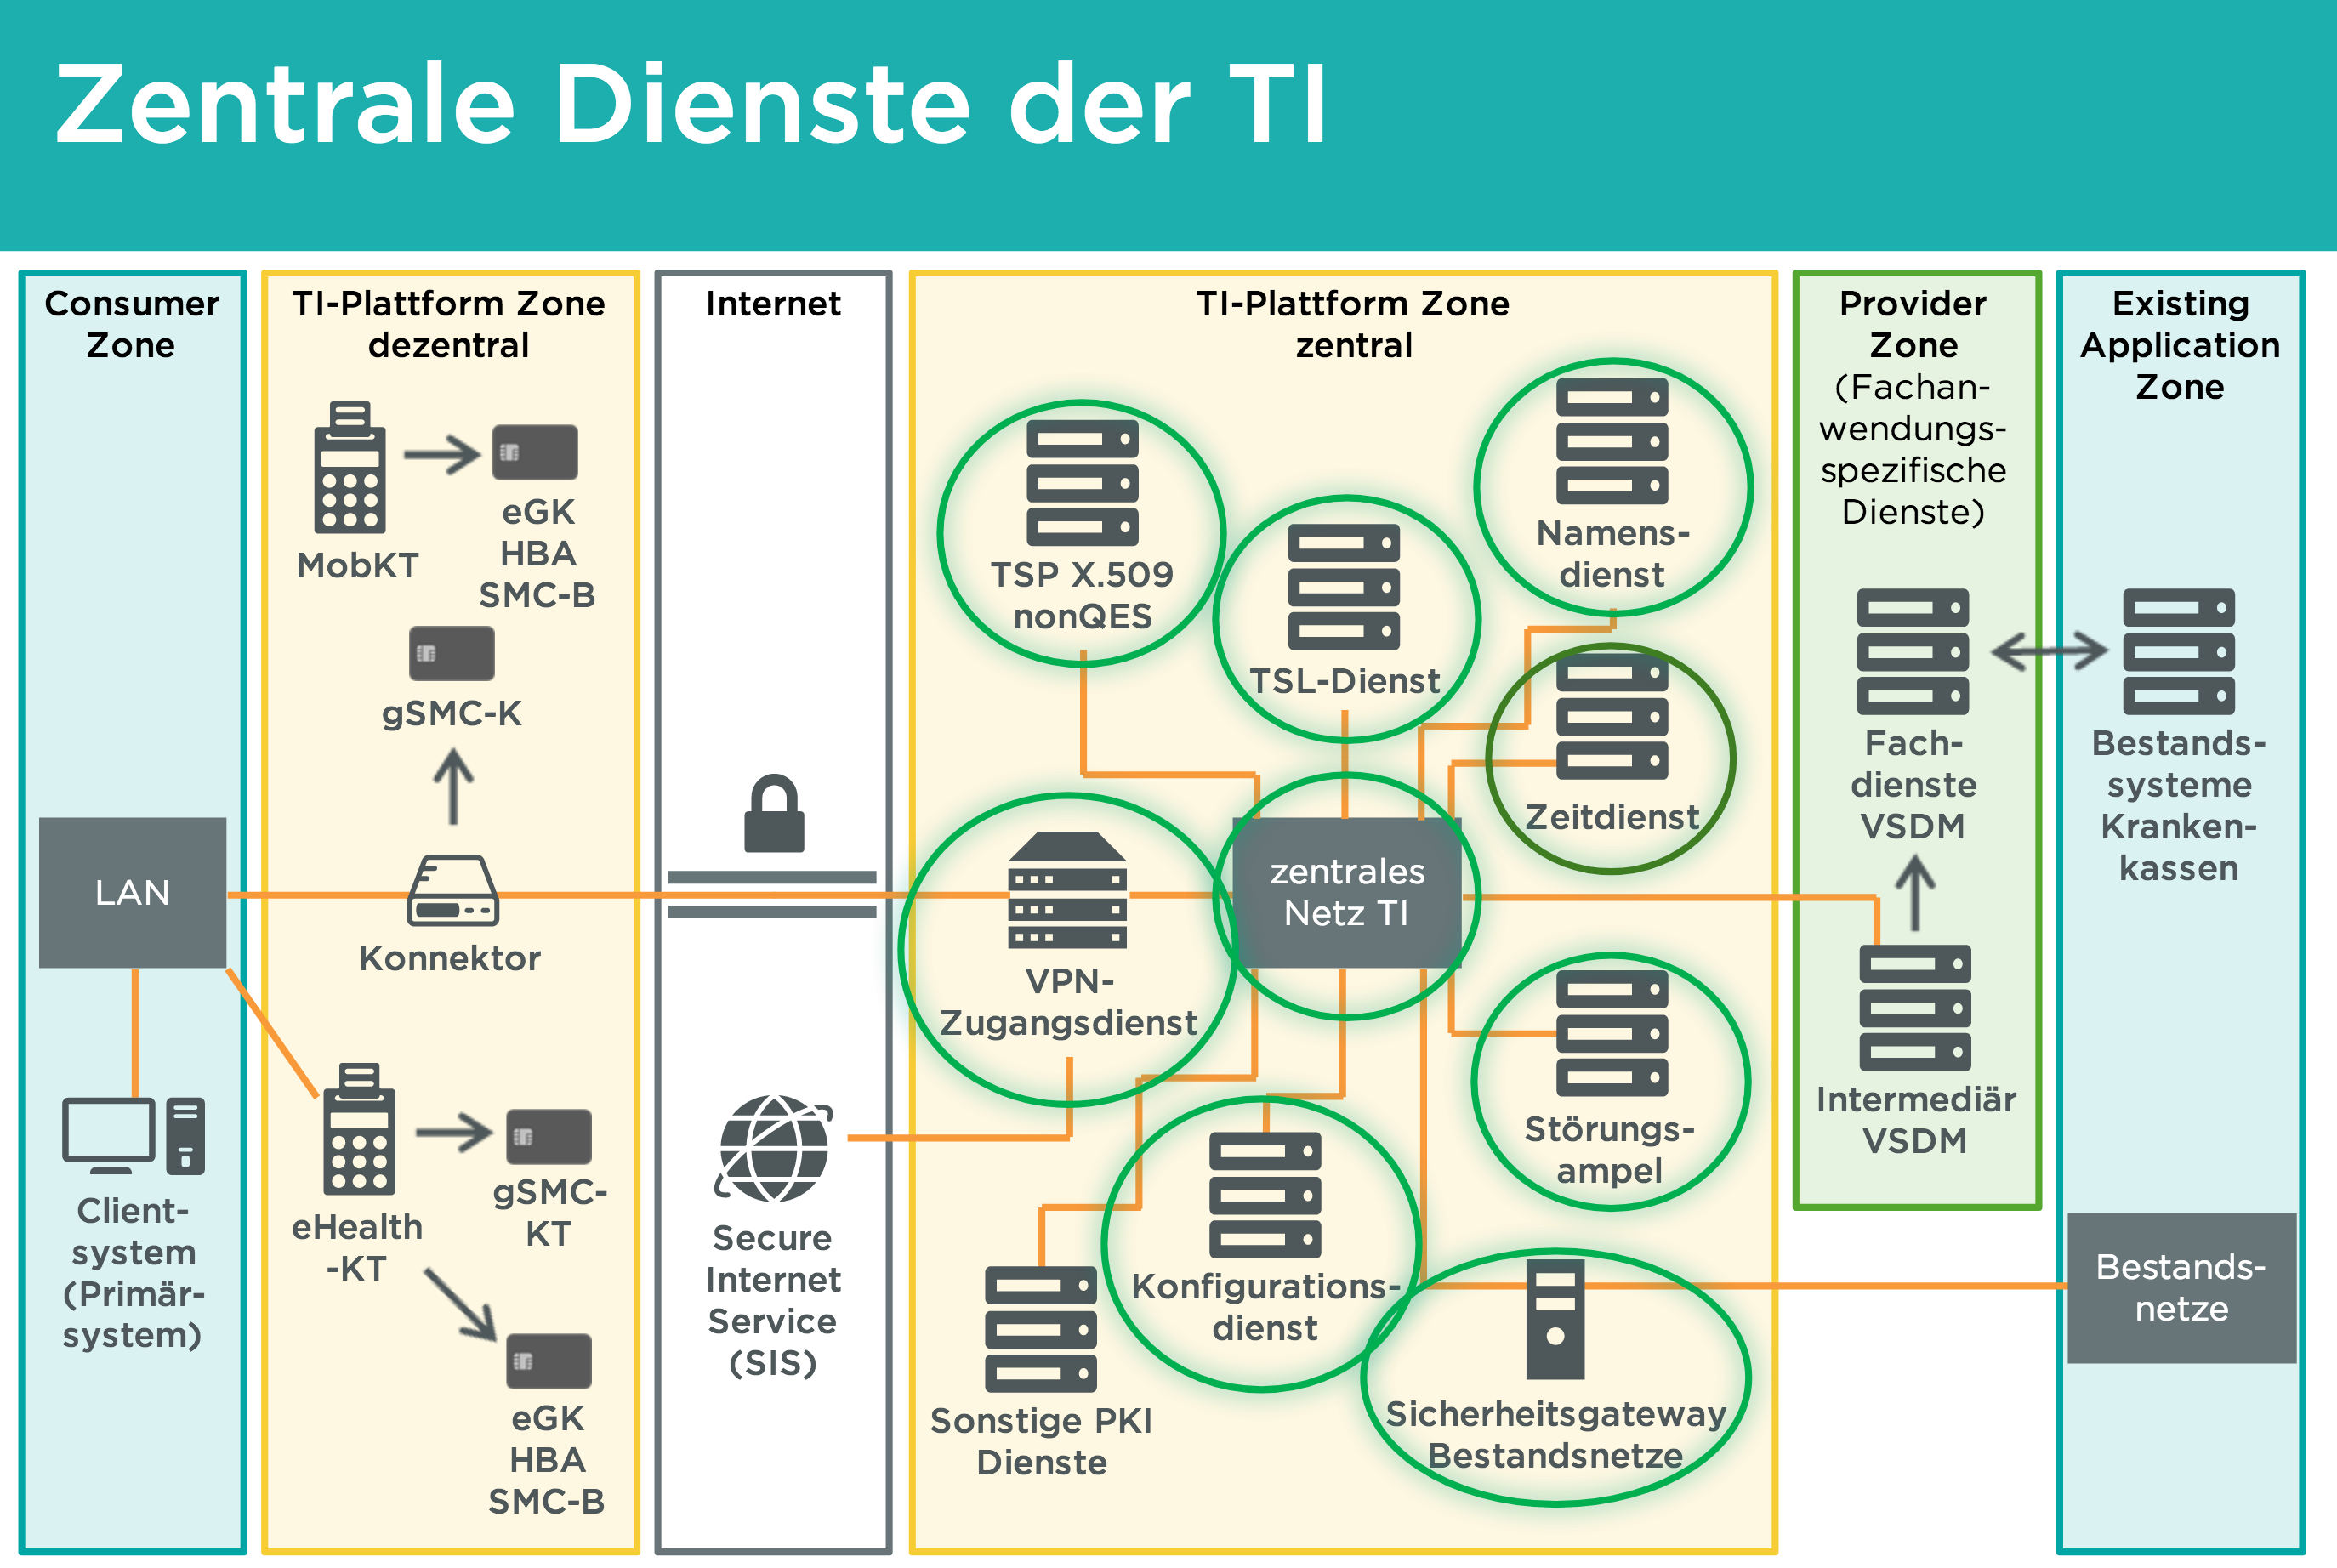 Zentrale Dienste der TI
Consumer
Zone
LAN
Client-
system
(Primär-
system)
TI-Plattform Zone
dezentral
MobKT
eGK
HBA
SMC-B
gSMC-K
Konnektor
eHealth
-KT
gSMC-
KT
eGK
HBA
SMC-B
Internet
Secure
Internet
Service
(SIS)
TI-Plattform Zone
zentral
TSP X.509
nonQES
TSL-Dienst
Namens-
dienst
Zeitdienst
VPN-
Zugangsdienst
zentrales
Netz TI
Störungs-
ampel
Konfigurations-
dienst
Sonstige PKI
Dienste
Sicherheitsgateway
Bestandsnetze
Provider
Zone
(Fachan-
wendungs-
spezifische
Dienste)
Fach-
dienste
VSDM
Intermediär
VSDM
Existing
Application
Zone
Bestands-
systeme
Kranken-
kassen
Bestands-
netze